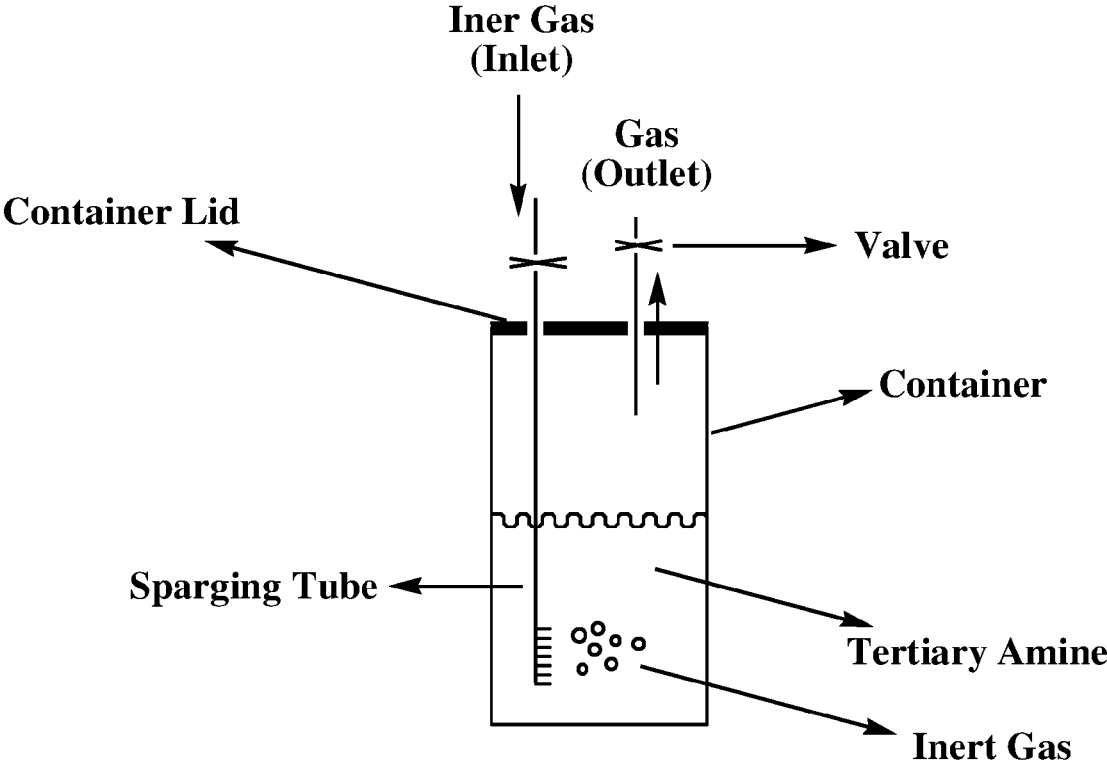 Iner Gas
(Inlet)
Gas
(Outlet)
Container Lid
Valve
Container
Sparging Tube
Tertiary Amine
Inert Gas